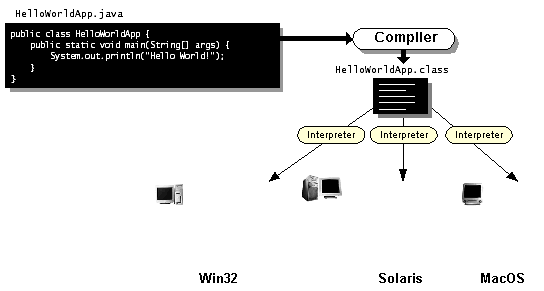 HelloWorldApp.java
public class HelloWorldApp {
public static void main(String[] args) {
System.out.println("Hello World!");
}
}
Compiler
HelloWorldApp.class
Interpreter Interpreter Interpreter
Win32 Solaris MacOS